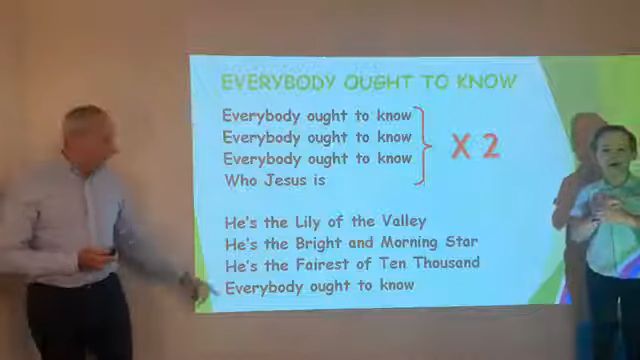 EVERYBODY OUGHT TO KNOW
Everybody ought to know
Everybody ought to know
Everybody ought to know
Who Jesus is
X 2
He's the Lily of the Valley
He's the Bright and Morning Star
He's the Fairest of Ten Thousand
Everybody ought to know